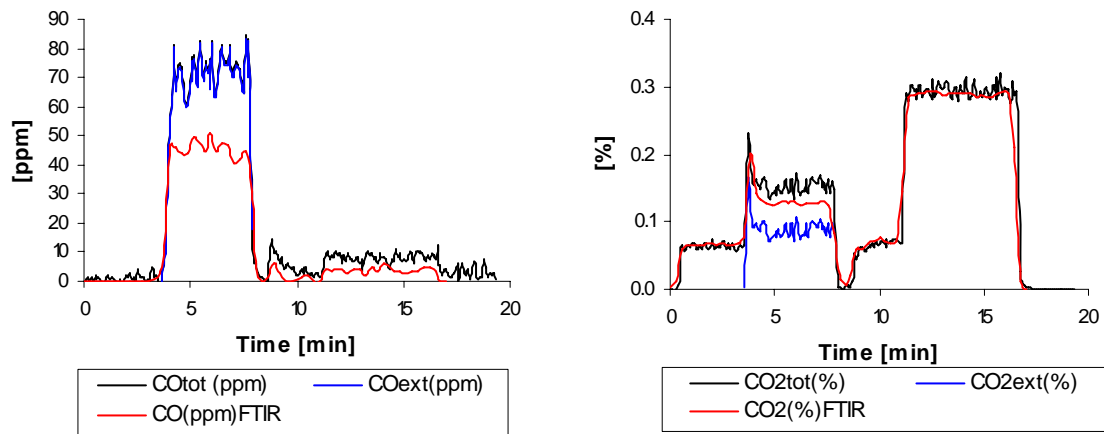 90
80
70
60
50
40
30
20
10
0
[ppm]
0 5 10 15 20
Time [min]
COtot (ppm) COext(ppm)
CO(ppm)FTIR
0.4
0.3
0.2
0.1
0.0
[%]
0 5 10 15 20
Time [min]
CO2tot(%) CO2ext(%)
CO2(%)FTIR